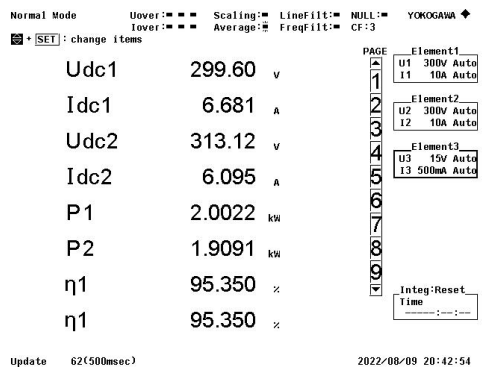 Normal Mode Uover: Scaling: LineFilt: NULL: YOKOGAWA
Iover: Average: FreqFilt: CF:3
+ SET : change items
PAGE
Udc1 299.60 V
Idc1 6.681 A
Udc2 313.12 V
Idc2 6.095 A
P1 2.0022 kW
P2 1.9091 kW
η1 95.350 %
η1 95.350 %
1
2
3
4
5
6
7
8
9
Element1
U1 300V Auto
I1 10A Auto
Element2
U2 300V Auto
I2 10A Auto
Element3
U3 15V Auto
I3 500mA Auto
Integ:Reset
Time
-----:--:--
Update 62(500msec) 2022/08/09 20:42:54